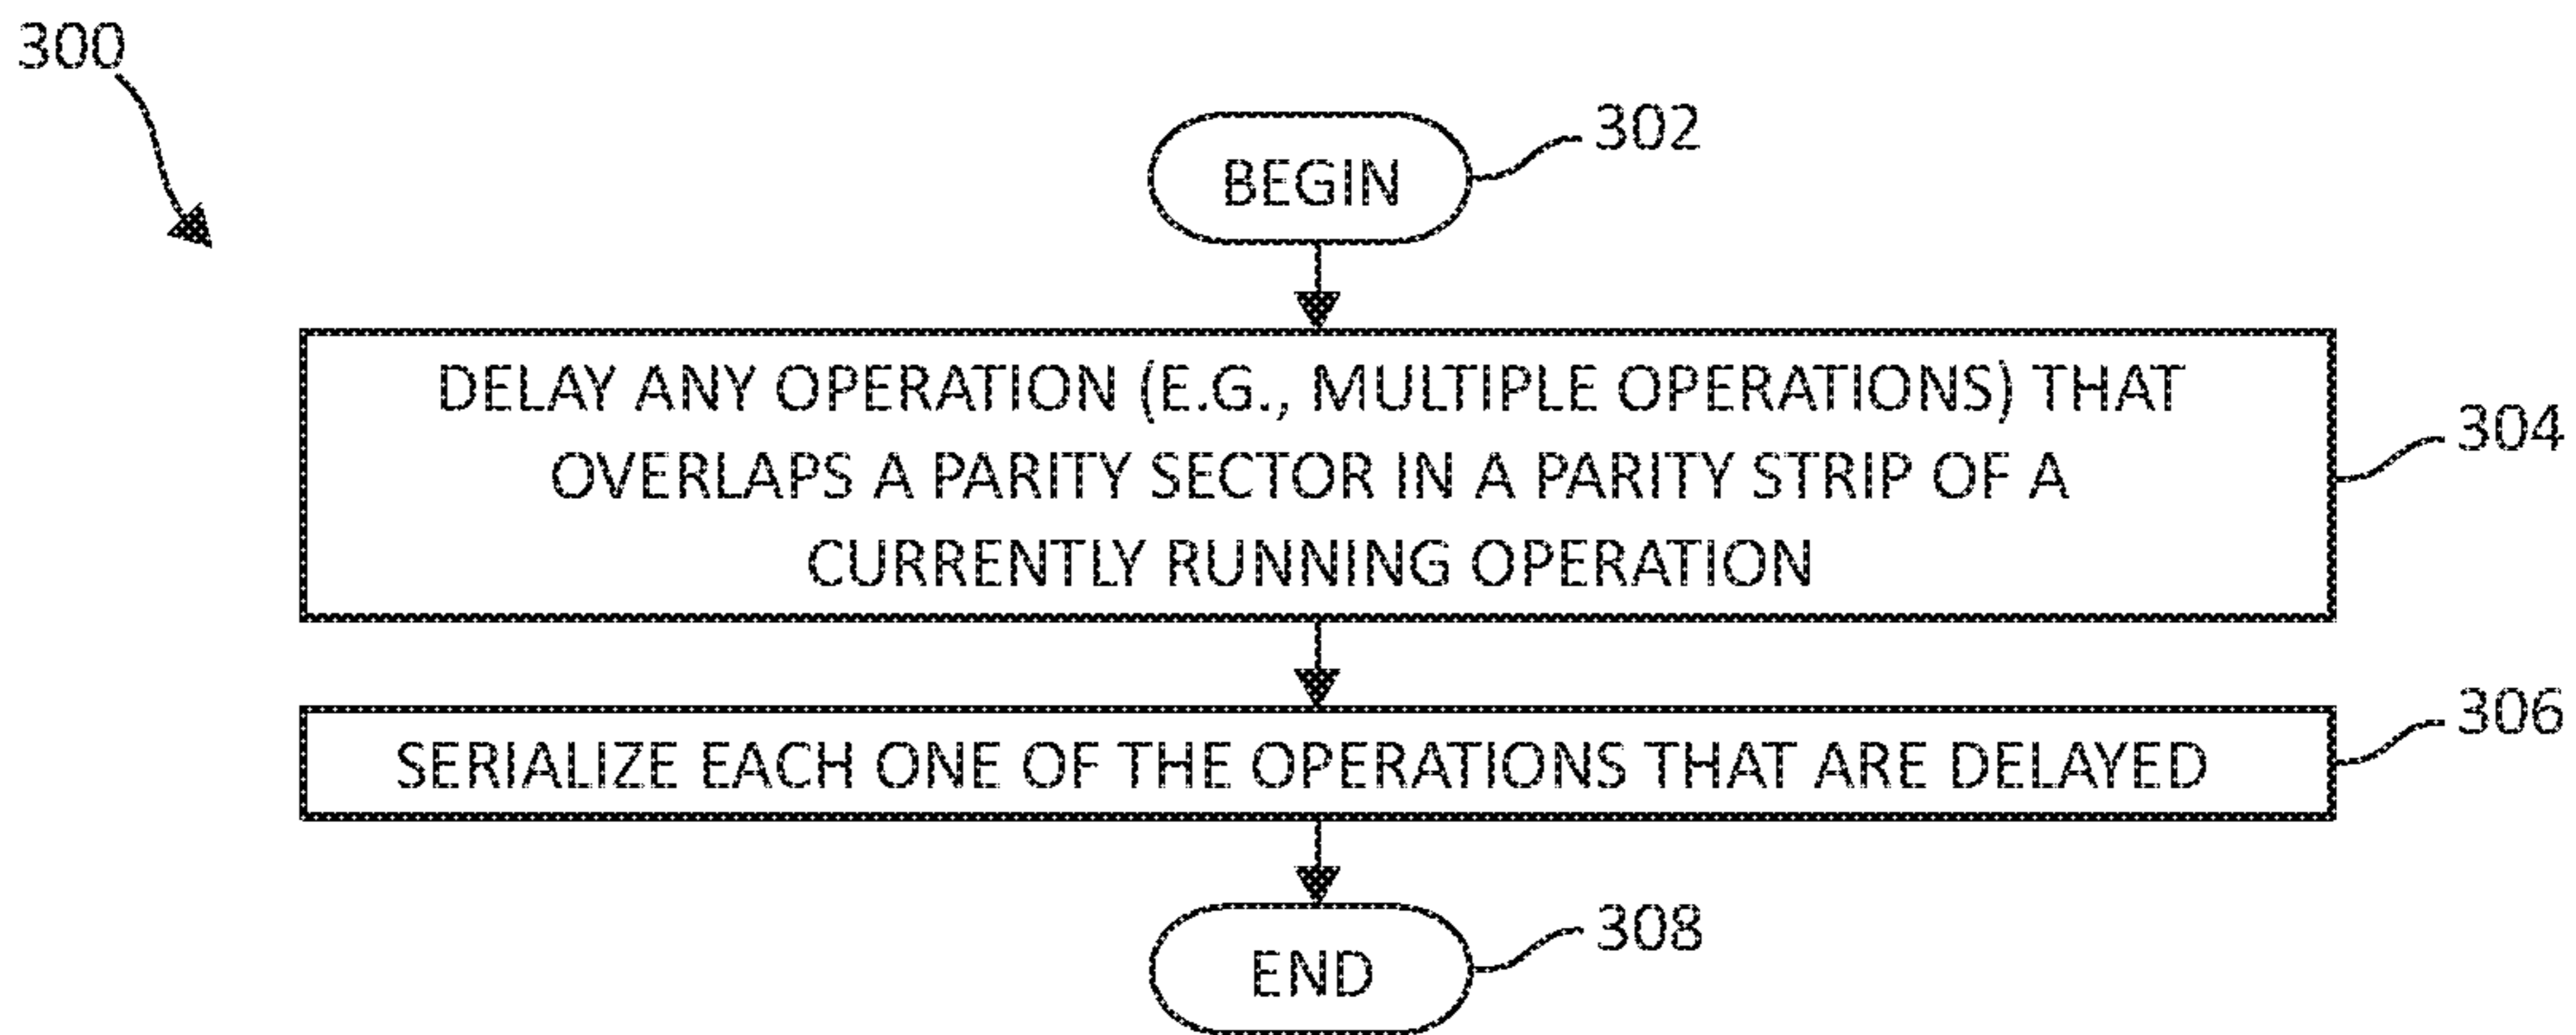 300
302
BEGIN
DELAY ANY OPERATION (E.G., MULTIPLE OPERATIONS) THAT
OVERLAPS A PARITY SECTOR IN A PARITY STRIP OF A
CURRENTLY RUNNING OPERATION
304
SERIALIZE EACH ONE OF THE OPERATIONS THAT ARE DELAYED
306
END
308